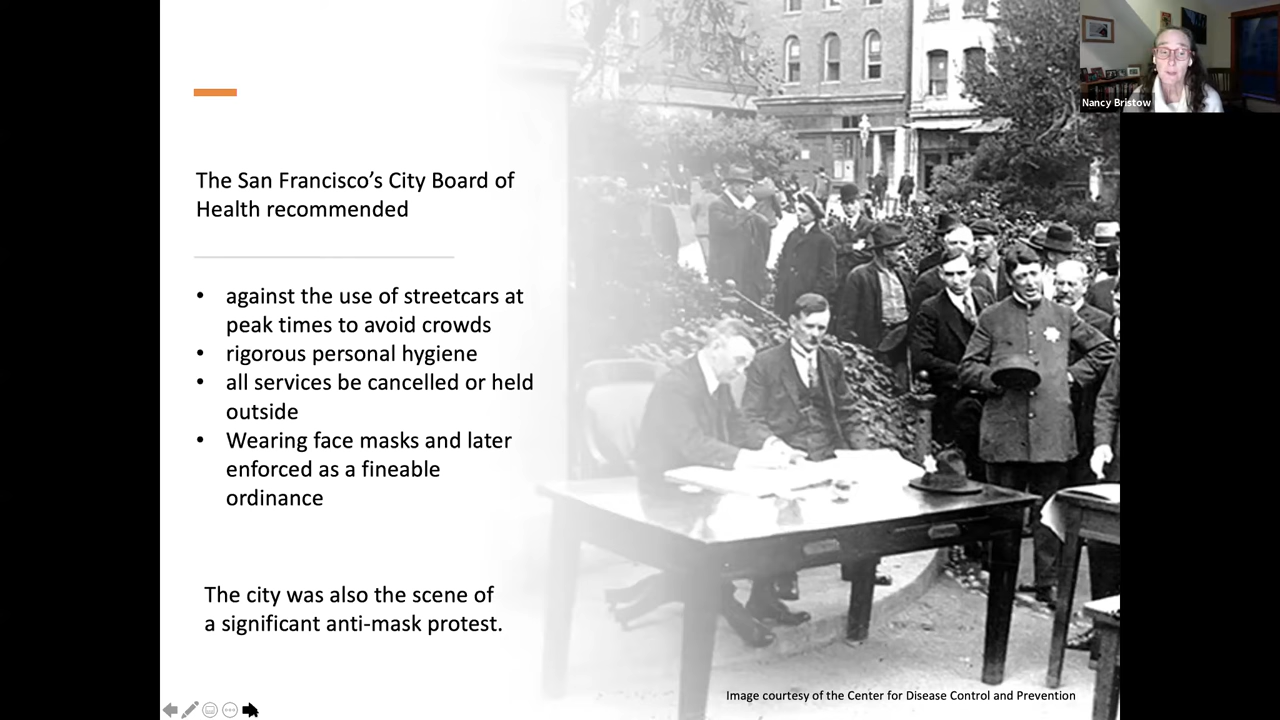 Nancy Bristow
The San Francisco’s City Board of
Health recommended
• against the use of streetcars at
peak times to avoid crowds
• rigorous personal hygiene
• all services be cancelled or held
outside
• Wearing face masks and later
enforced as a fineable
ordinance
The city was also the scene of
a significant anti-mask protest.
Image courtesy of the Center for Disease Control and Prevention